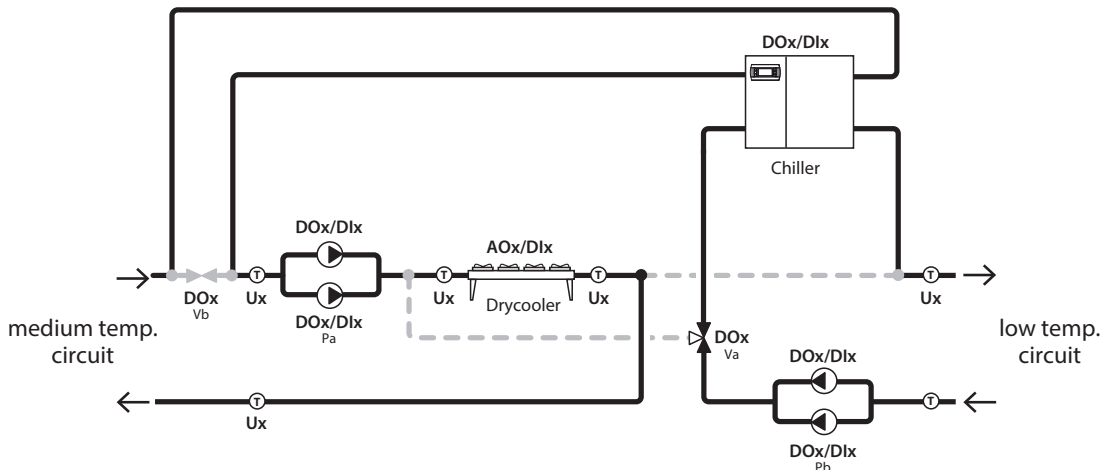 DOx/DIx
Chiller
DOx/DIx
AOx/DIx
T
T
T
T
DOx
Vb
Ux
Ux
Drycooler
Ux
Ux
DOx/DIx
Pa
medium temp.
circuit
DOx
Va
low temp.
circuit
DOx/DIx
T
T
Ux
DOx/DIx
Pb